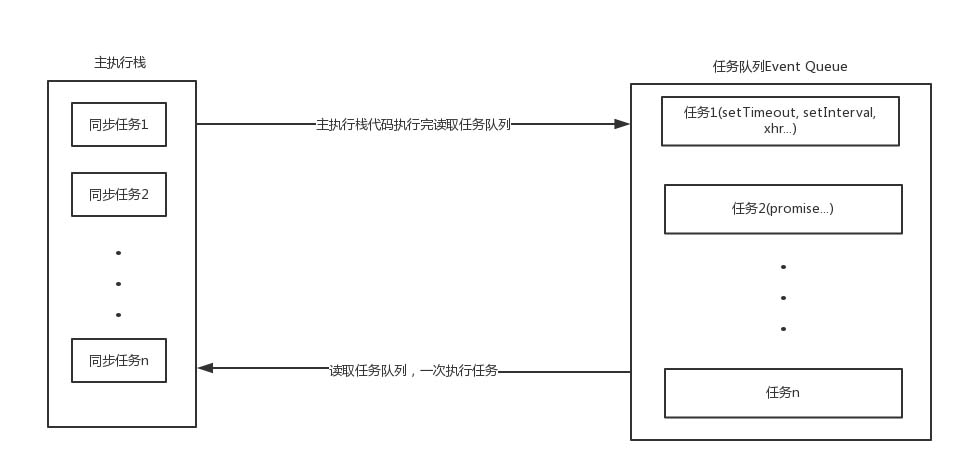 主执行栈
同步任务1
同步任务2
同步任务n
主执行栈代码执行完读取任务队列
读取任务队列，一次执行任务
任务队列Event Queue
任务1(setTimeout, setInterval,
xhr...)
任务2(promise...)
任务n